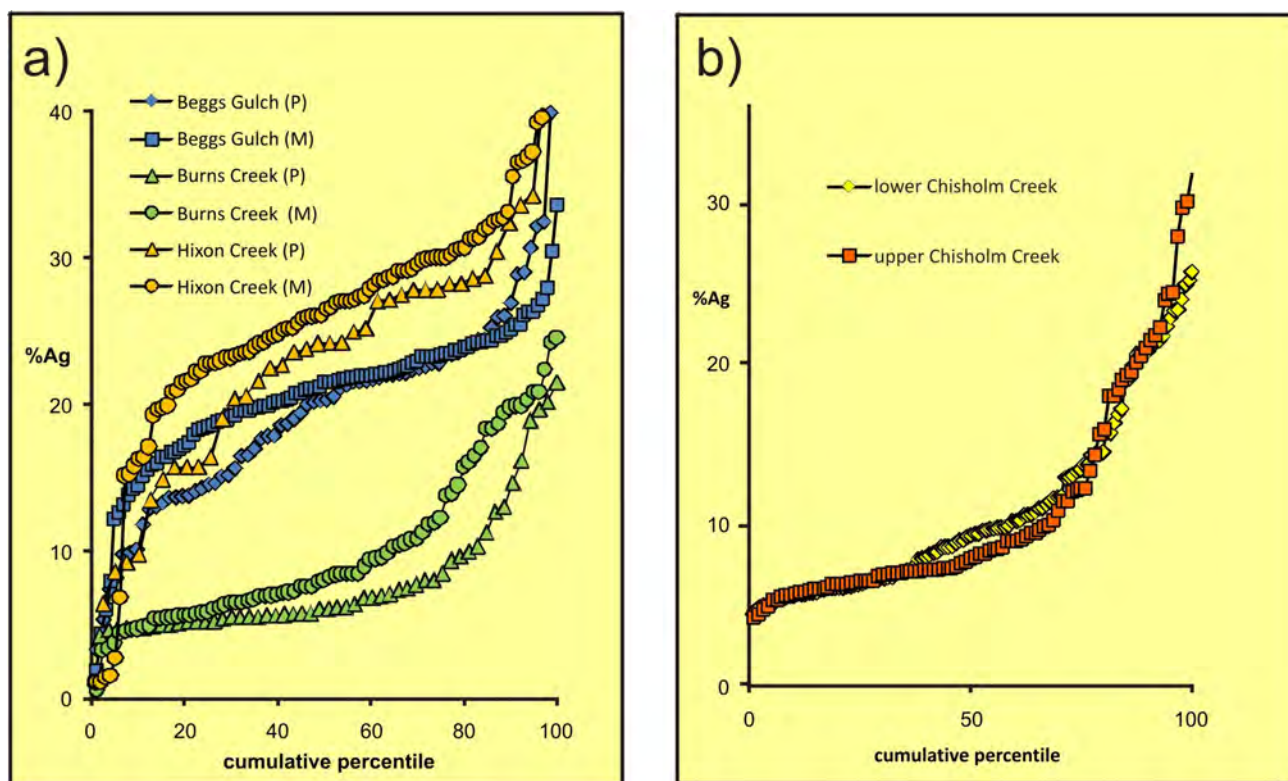 a)
Beggs Gulch (P)
Beggs Gulch (M)
Burns Creek (P)
Burns Creek (M)
Hixon Creek (P)
Hixon Creek (M)
40
30
%Ag
20
10
0
0 20 40 60 80 100
cumulative percentile
b)
lower Chisholm Creek
upper Chisholm Creek
30
%Ag
20
10
0
0 50 100
cumulative percentile